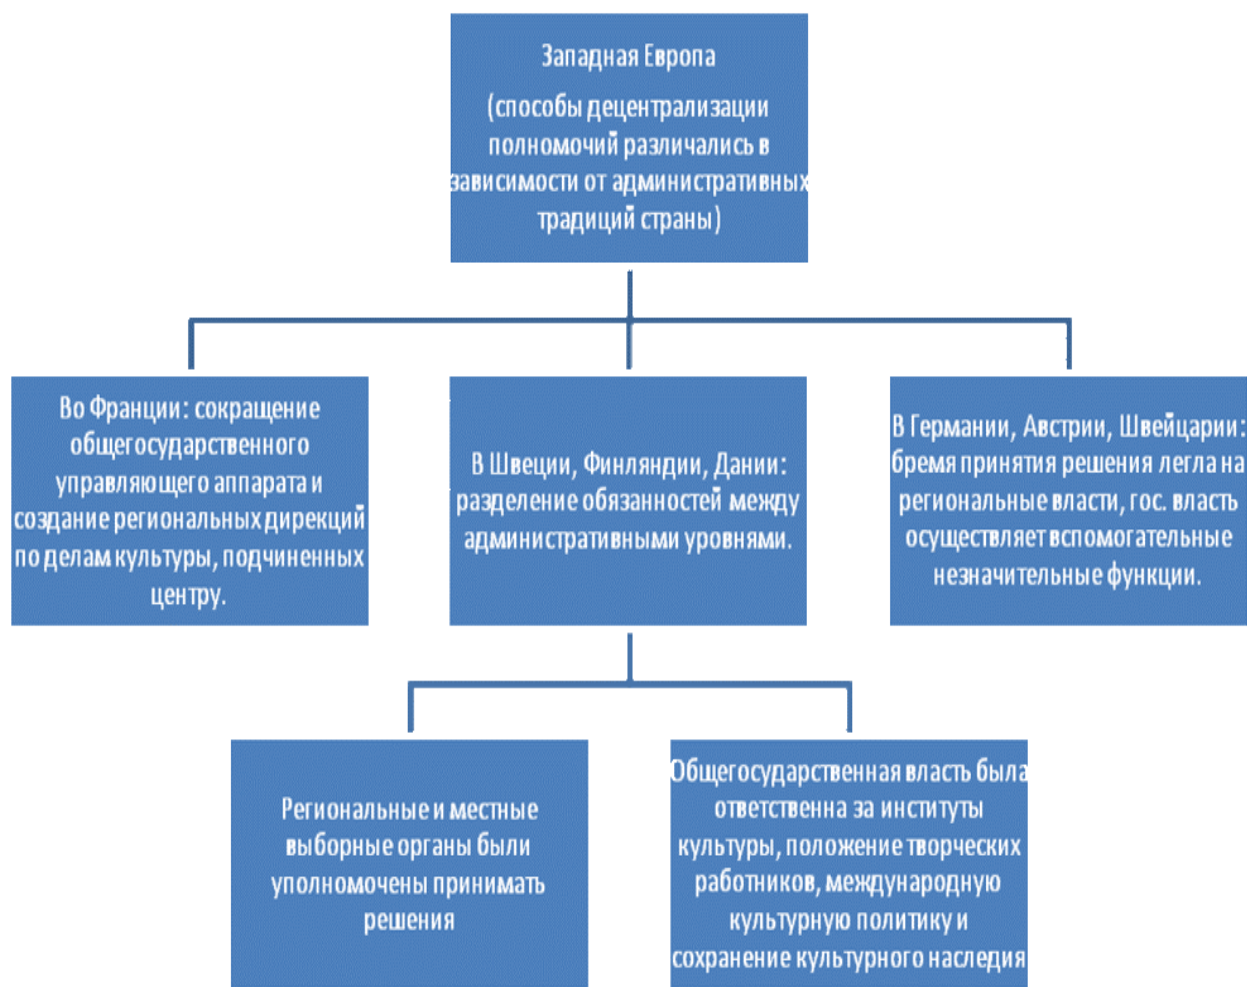 Западная Европа
(способы децентрализации
полномочий различались в
зависимости от административных
традиций страны)
Во Франции: сокращение
общегосударственного
управляющего аппарата и
создание региональных дирекций
по делам культуры, подчиненных
центру.
В Швеции, Финляндии, Дании:
разделение обязанностей между
административными уровнями.
В Германии, Австрии, Швейцарии:
бремя принятия решения легла на
региональные власти, гос. власть
осуществляет вспомогательные
незначительные функции.
Региональные и местные
выборные органы были
уполномочены принимать
решения
Общегосударственная власть была
ответственна за институты
культуры, положение творческих
работников, международную
культурную политику и
сохранение культурного наследия